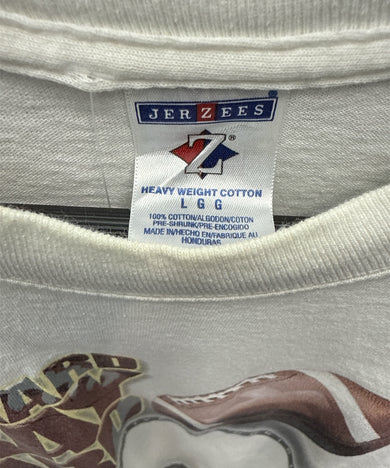 JERZEES
Z®
HEAVY WEIGHT COTTON
L G G
100% COTTON/ALGODON/COTON
PRE-SHRUNK/PRE-ENCOGIDO
MADE IN/HECHO EN/FABRIQUE AU
HONDURAS